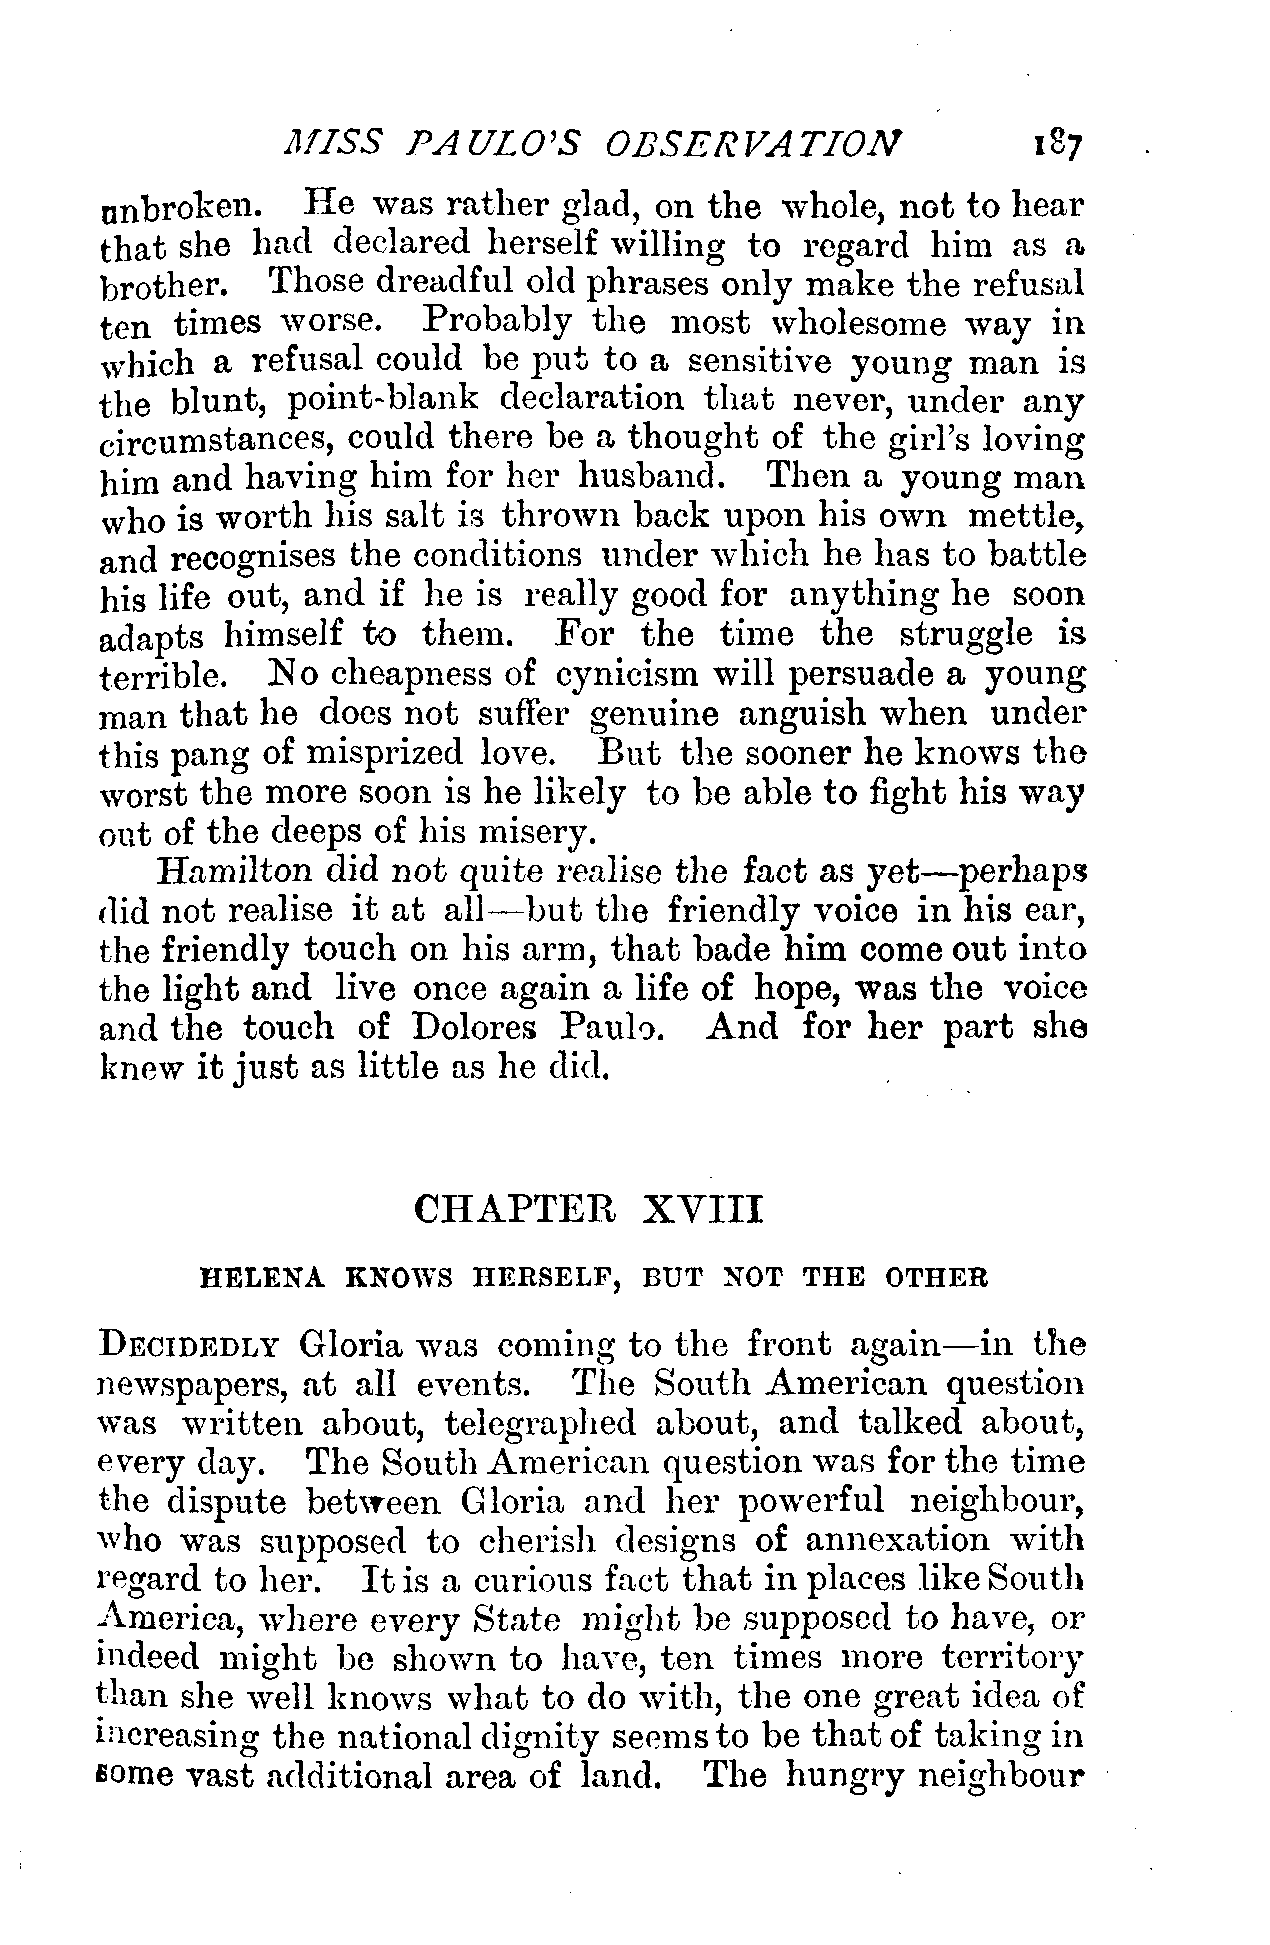 MISS PAULO'S OBSERVATION 187
unbroken. He was rather glad, on the whole, not to hear
that she had declared herself willing to regard him as a
brother. Those dreadful old phrases only make the refusal
ten times worse. Probably the most wholesome way in
which a refusal could be put to a sensitive young man is
the blunt, point-blank declaration that never, under any
circumstances, could there be a thought of the girl's loving
him and having him for her husband. Then a young man
who is worth his salt is thrown back upon his own mettle,
and recognises the conditions under which he has to battle
his life out, and if he is really good for anything he soon
adapts himself to them. For the time the struggle is
terrible. No cheapness of cynicism will persuade a young
man that he does not suffer genuine anguish when under
this pang of misprized love. But the sooner he knows the
worst the more soon is he likely to be able to fight his way
out of the deeps of his misery.
Hamilton did not quite realise the fact as yet—perhaps
did not realise it at all—but the friendly voice in his ear,
the friendly touch on his arm, that bade him come out into
the light and live once again a life of hope, was the voice
and the touch of Dolores Paulo. And for her part she
knew it just as little as he did.
CHAPTER XVIII
HELENA KNOWS HERSELF, BUT NOT THE OTHER
DECIDEDLY Gloria was coming to the front again—in the
newspapers, at all events. The South American question
was written about, telegraphed about, and talked about,
every day. The South American question was for the time
the dispute between Gloria and her powerful neighbour,
who was supposed to cherish designs of annexation with
regard to her. It is a curious fact that in places like South
America, where every State might be supposed to have, or
indeed might be shown to have, ten times more territory
than she well knows what to do with, the one great idea of
increasing the national dignity seems to be that of taking in
some vast additional area of land. The hungry neighbour